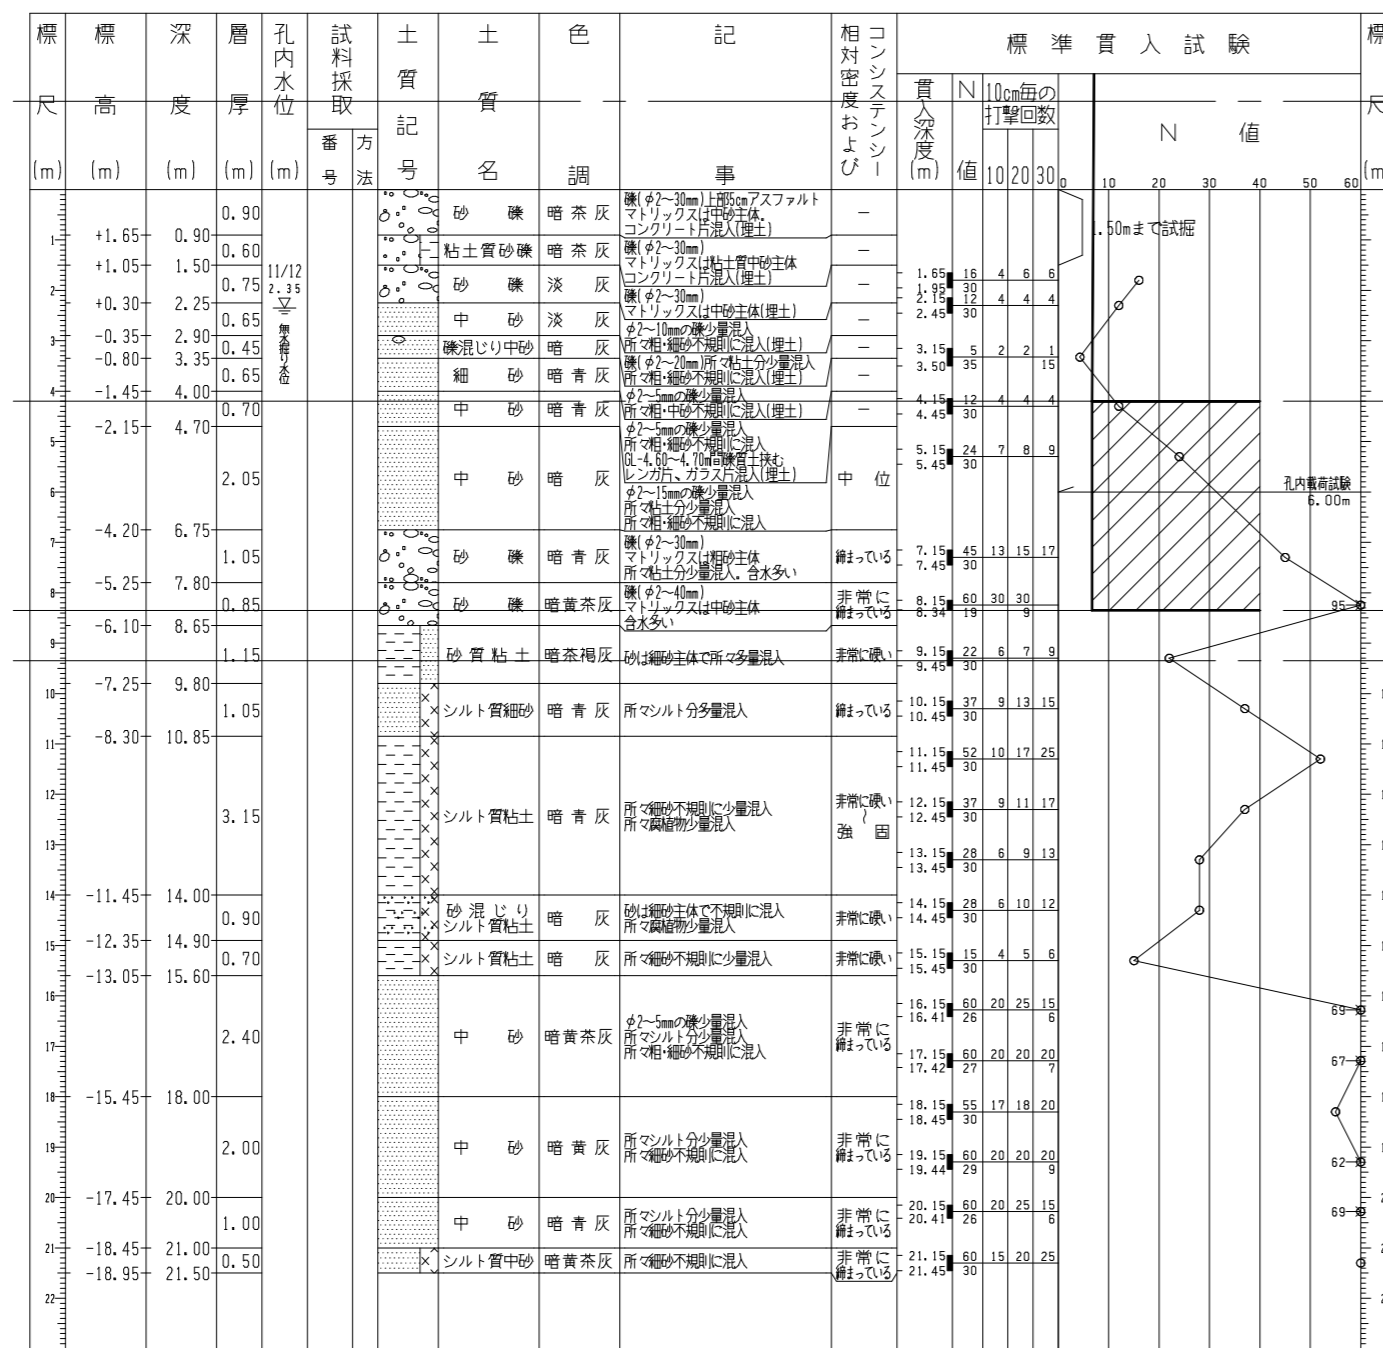 標尺(m)
標高(m)
深度(m)
層厚(m)
孔内水位(m)
試料採取
番号
方法
土質記号
土質名
色調
記事
相対密度および
コンシステンシー
標準貫入試験
貫入深度(m)
N値
10cm毎の
打撃回数
10 20 30
N値
0 10 20 30 40 50 60
標尺(m
11/12
2.35
無水掘り水位
1.50mまで試掘
孔内載荷試験
6.00m
0.90 砂礫 暗茶灰 礫(φ2~30mm)上部5cmアスファルト
マトリックスは中砂主体.
コンクリート片混入(埋土) —
1 +1.65 0.90
0.60 粘土質砂礫 暗茶灰 礫(φ2~30mm)
マトリックスは粘土質中砂主体
コンクリート片混入(埋土) —
+1.05 1.50
0.75 砂礫 淡灰 礫(φ2~30mm)
マトリックスは中砂主体(埋土) —
1.65 16 4 6 6
1.95 30
2 +0.30 2.25
2.15 12 4 4 4
2.45 30
0.65 中砂 淡灰 φ2~10mmの礫少量混入
所々粗・細砂不規則に混入(埋土) —
-0.35 2.90
3 0.45 礫混じり中砂 暗灰 礫(φ2~20mm)所々粘土分少量混入
所々粗・細砂不規則に混入(埋土) —
3.15 5 2 2 1
3.50 35 15
-0.80 3.35
0.65 細砂 暗青灰 φ2~5mmの礫少量混入
所々粗・中砂不規則に混入(埋土) —
4 -1.45 4.00
0.70 中砂 暗青灰 φ2~5mmの礫少量混入
所々粗・細砂不規則に混入
GL-4.60~4.70m間礫質土挟む
レンガ片、ガラス片混入(埋土) —
4.15 12 4 4 4
4.45 30
-2.15 4.70
5 2.05 中砂 暗灰 φ2~15mmの礫少量混入
所々粘土分少量混入
所々粗・細砂不規則に混入 中位
5.15 24 7 8 9
5.45 30
6
-4.20 6.75
7 1.05 砂礫 暗青灰 礫(φ2~30mm)
マトリックスは粗砂主体
所々粘土分少量混入. 含水多い 締まっている
7.15 45 13 15 17
7.45 30
-5.25 7.80
8 0.85 砂礫 暗黄茶灰 礫(φ2~40mm)
マトリックスは中砂主体
含水多い 非常に
締まっている
8.15 60 30 30 95
8.34 19 9
-6.10 8.65
9 1.15 砂質粘土 暗茶褐灰 砂は細砂主体で所々多量混入 非常に硬い
9.15 22 6 7 9
9.45 30
-7.25 9.80
10 1.05 シルト質細砂 暗青灰 所々シルト分多量混入 締まっている
10.15 37 9 13 15
10.45 30
-8.30 10.85
11 11.15 52 10 17 25
11.45 30
12 3.15 シルト質粘土 暗青灰 所々細砂不規則に少量混入
所々腐植物少量混入 非常に硬い
~
強固
12.15 37 9 11 17
12.45 30
13 13.15 28 6 9 13
13.45 30
14 -11.45 14.00
0.90 砂混じり
シルト質粘土 暗灰 砂は細砂主体で不規則に混入
所々腐植物少量混入 非常に硬い
14.15 28 6 10 12
14.45 30
-12.35 14.90
15 0.70 シルト質粘土 暗灰 所々細砂不規則に少量混入 非常に硬い
15.15 15 4 5 6
15.45 30
-13.05 15.60
16 16.15 60 20 25 15 69
16.41 26 6
2.40 中砂 暗黄茶灰 φ2~5mmの礫少量混入
所々シルト分少量混入
所々粗・細砂不規則に混入 非常に
締まっている
17 17.15 60 20 20 20 67
17.42 27 7
18 -15.45 18.00
18.15 55 17 18 20
18.45 30
19 2.00 中砂 暗黄灰 所々シルト分少量混入
所々細砂不規則に混入 非常に
締まっている
19.15 60 20 20 20 62
19.44 29 9
20 -17.45 20.00
1.00 中砂 暗青灰 所々シルト分少量混入
所々細砂不規則に混入 非常に
締まっている
20.15 60 20 25 15 69
20.41 26 6
21 -18.45 21.00
0.50 シルト質中砂 暗黄茶灰 所々細砂不規則に混入 非常に
締まっている
21.15 60 15 20 25
21.45 30
-18.95 21.50
22